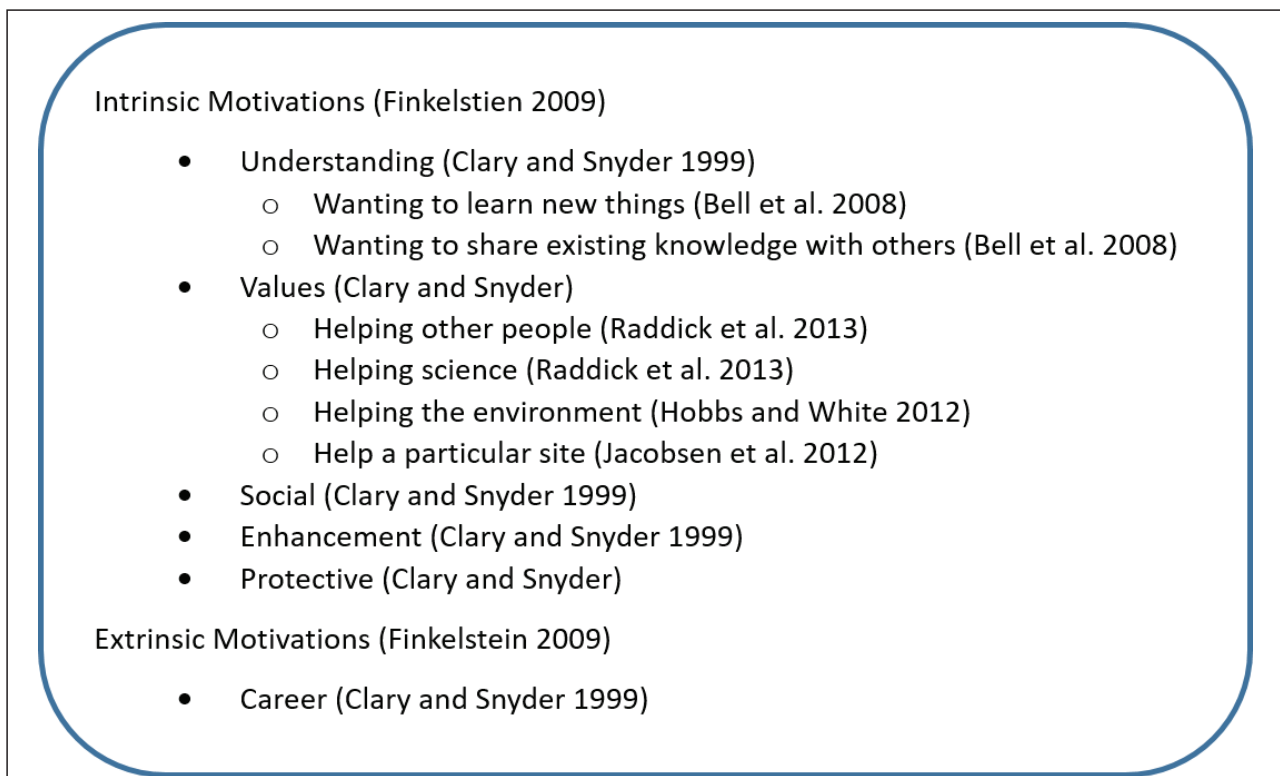 Intrinsic Motivations (Finkelstien 2009)
• Understanding (Clary and Snyder 1999)
o Wanting to learn new things (Bell et al. 2008)
o Wanting to share existing knowledge with others (Bell et al. 2008)
• Values (Clary and Snyder)
o Helping other people (Raddick et al. 2013)
o Helping science (Raddick et al. 2013)
o Helping the environment (Hobbs and White 2012)
o Help a particular site (Jacobsen et al. 2012)
• Social (Clary and Snyder 1999)
• Enhancement (Clary and Snyder 1999)
• Protective (Clary and Snyder)
Extrinsic Motivations (Finkelstein 2009)
• Career (Clary and Snyder 1999)